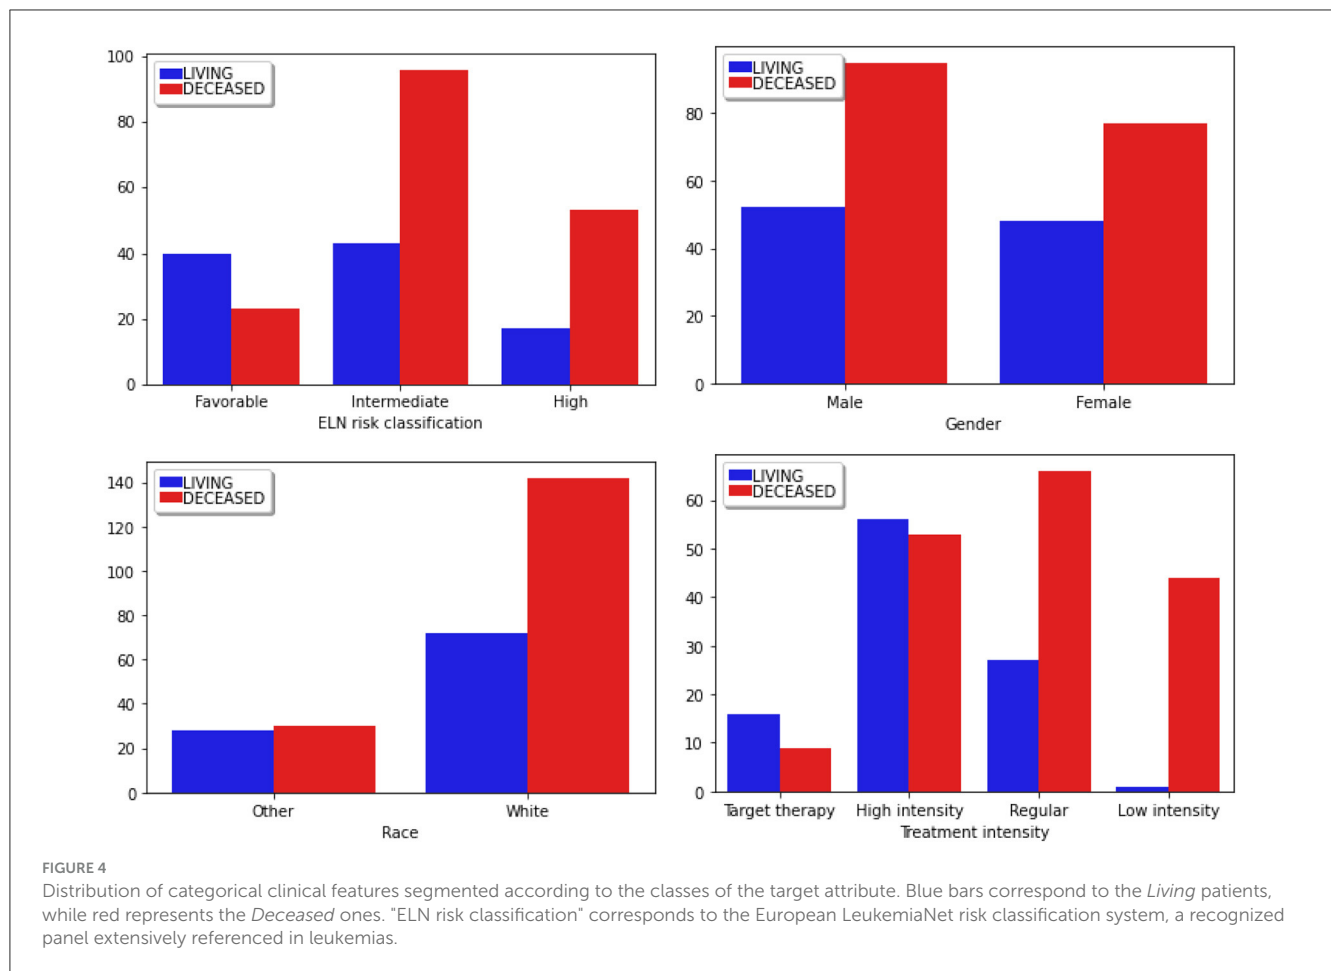 100
80
60
40
20
0
LIVING
DECEASED
Favorable Intermediate High
ELN risk classification
80
60
40
20
0
LIVING
DECEASED
Male Female
Gender
140
120
100
80
60
40
20
0
LIVING
DECEASED
Other White
Race
60
50
40
30
20
10
0
LIVING
DECEASED
Target therapy High intensity Regular Low intensity
Treatment intensity
FIGURE 4
Distribution of categorical clinical features segmented according to the classes of the target attribute. Blue bars correspond to the Living patients,
while red represents the Deceased ones. "ELN risk classification" corresponds to the European LeukemiaNet risk classification system, a recognized
panel extensively referenced in leukemias.